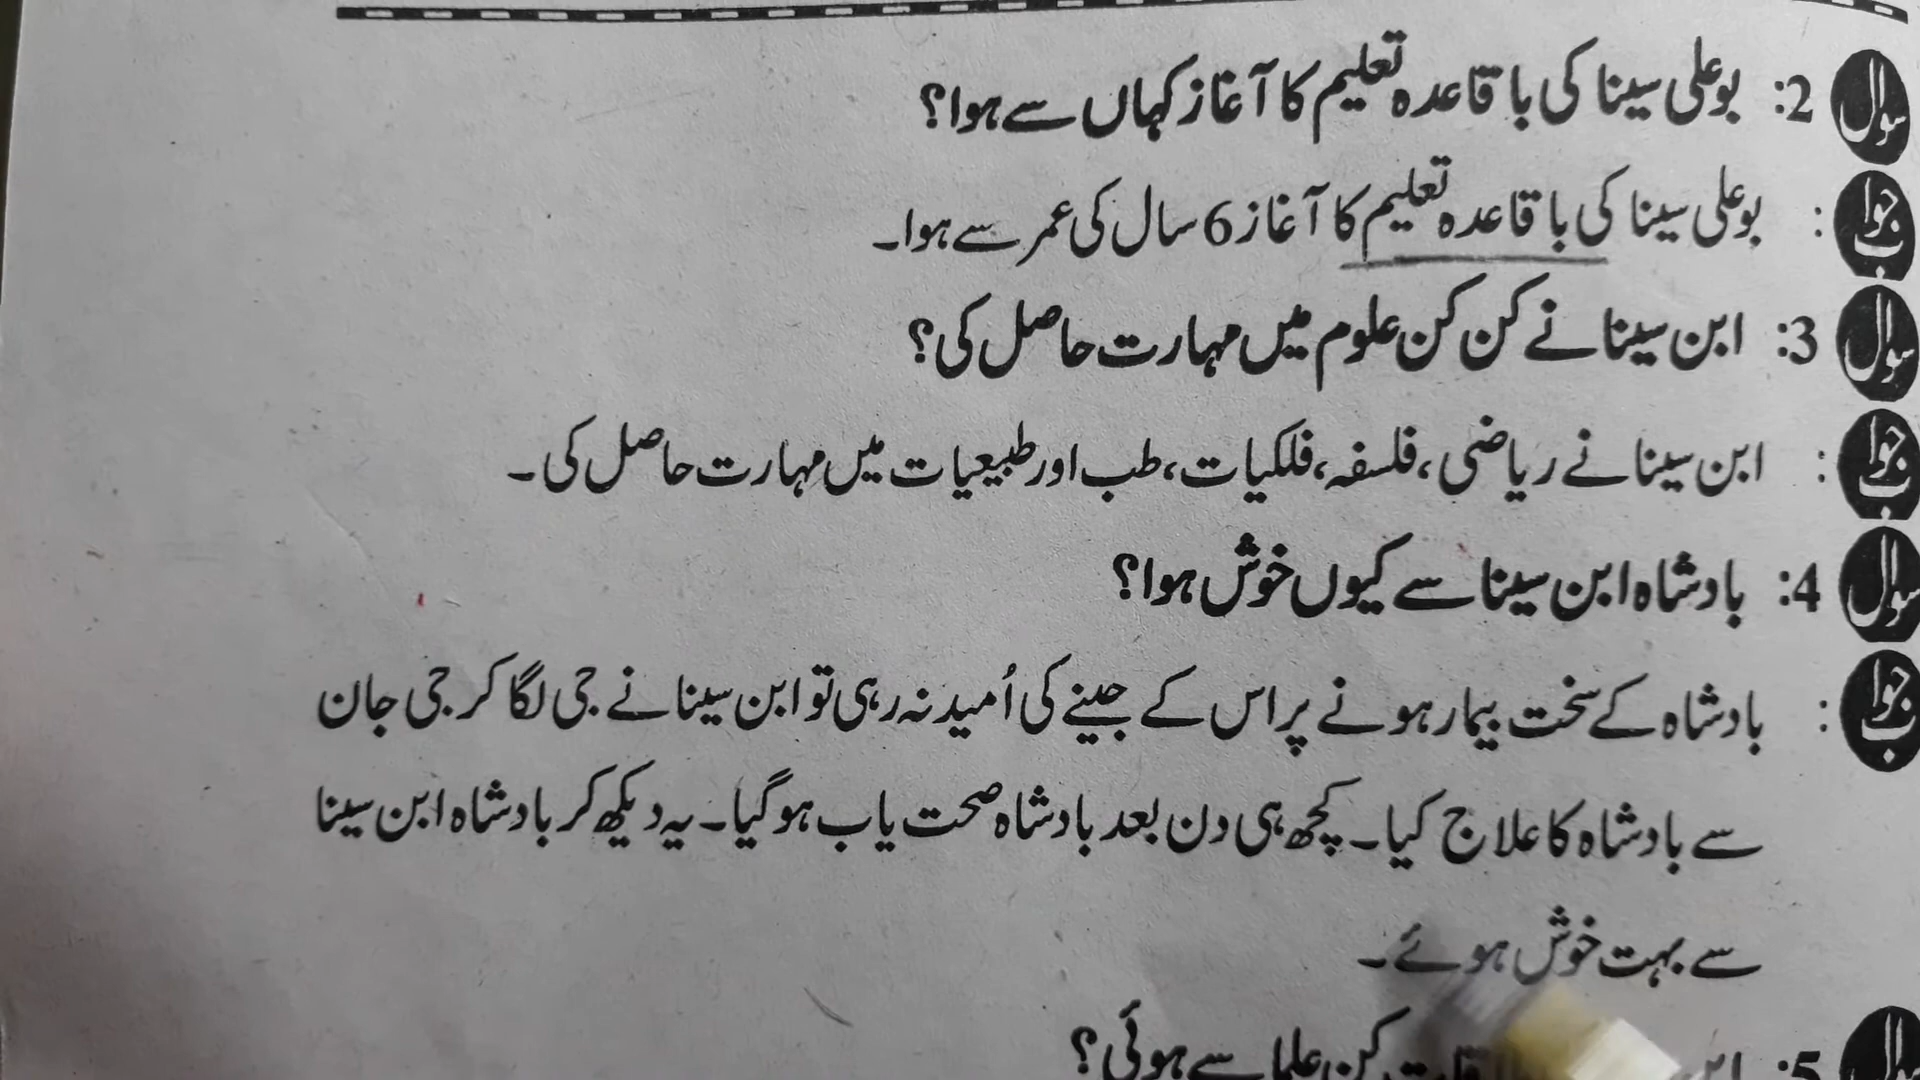 سوال 2: بوعلی سینا کی باقاعدہ تعلیم کا آغاز کہاں سے ہوا؟
جواب : بوعلی سینا کی باقاعدہ تعلیم کا آغاز 6 سال کی عمر سے ہوا۔
سوال 3: ابن سینا نے کن کن علوم میں مہارت حاصل کی؟
جواب : ابن سینا نے ریاضی، فلسفہ، فلکیات، طب اور طبیعیات میں مہارت حاصل کی۔
سوال 4: بادشاہ ابن سینا سے کیوں خوش ہوا؟
جواب : بادشاہ کے سخت بیمار ہونے پر اس کے جینے کی اُمید نہ رہی تو ابن سینا نے جی لگا کر جی جان
سے بادشاہ کا علاج کیا۔ کچھ ہی دن بعد بادشاہ صحت یاب ہو گیا۔ یہ دیکھ کر بادشاہ ابن سینا
سے بہت خوش ہوئے۔
سوال 5: کن علما سے ہوئی؟